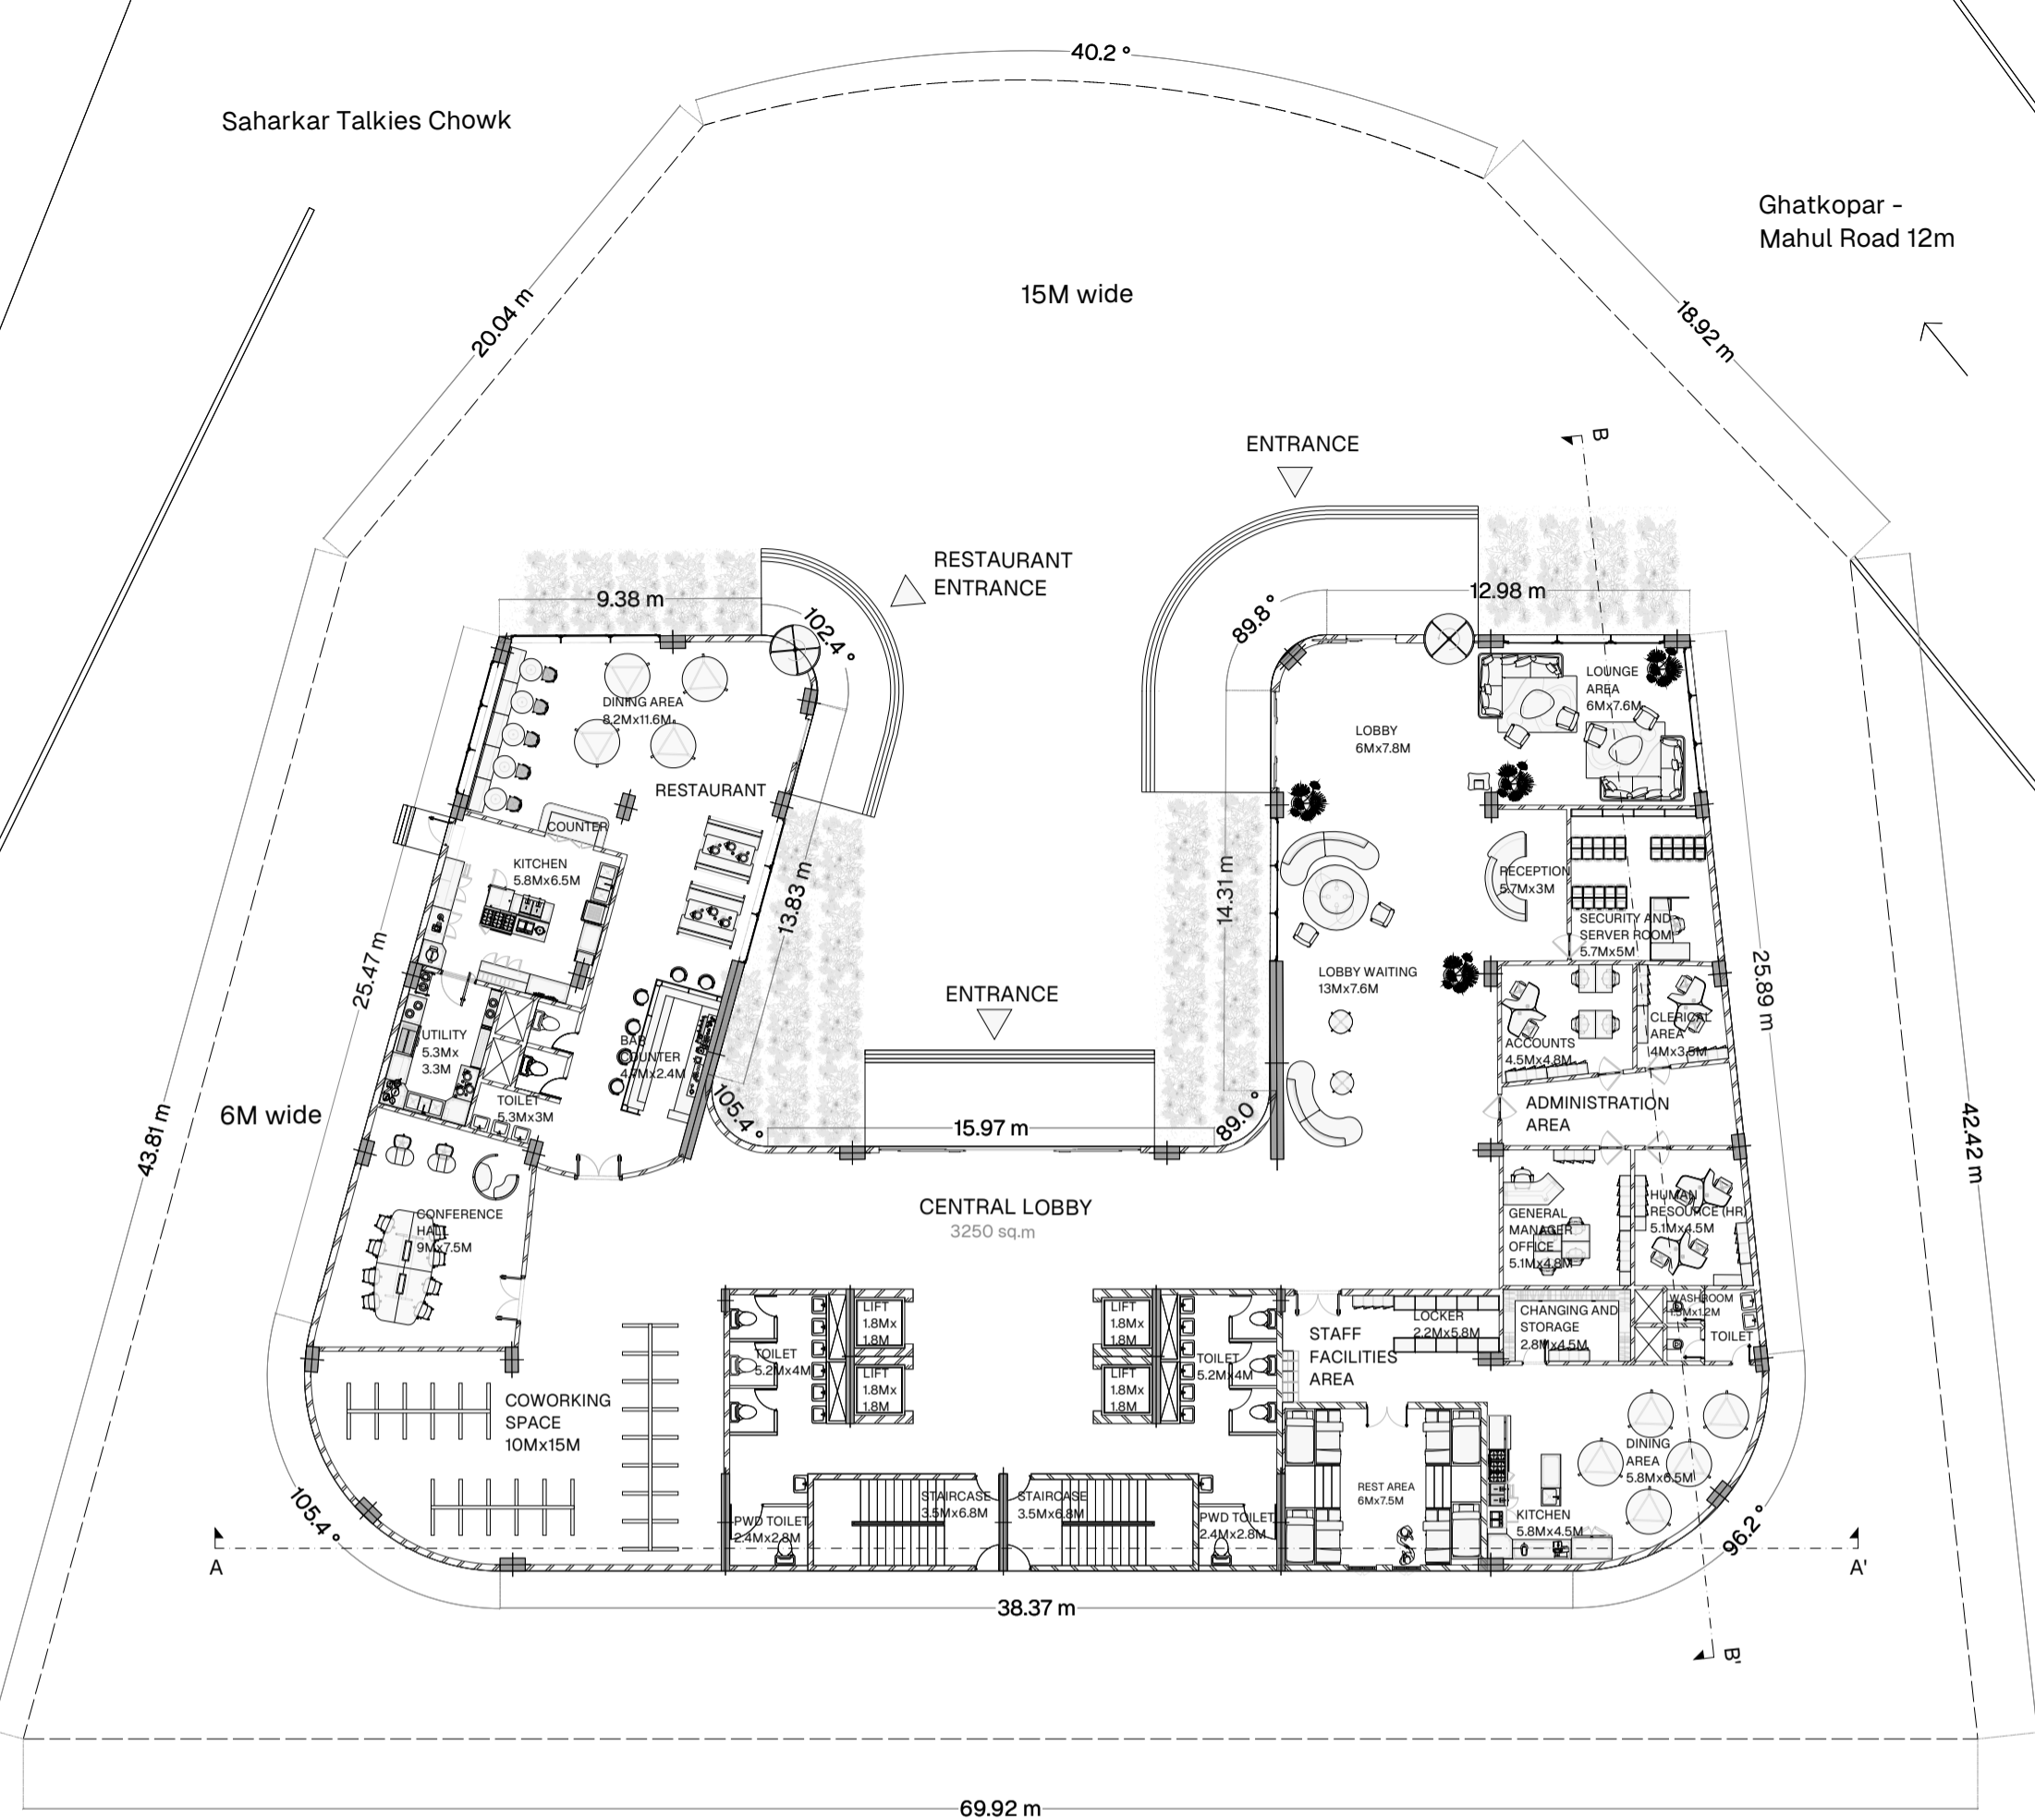 40.2 °
Saharkar Talkies Chowk
Ghatkopar -
Mahul Road 12m
20.04 m
15M wide
18.92 m
B
ENTRANCE
RESTAURANT
ENTRANCE
9.38 m
102.4 °
89.8 °
12.98 m
DINING AREA
8.2Mx11.6M
LOUNGE
AREA
6Mx7.6M
LOBBY
6Mx7.8M
RESTAURANT
COUNTER
KITCHEN
5.8Mx6.5M
13.83 m
14.31 m
RECEPTION
5.7Mx3M
SECURITY AND
SERVER ROOM
5.7Mx5M
25.47 m
LOBBY WAITING
13Mx7.6M
25.89 m
ENTRANCE
UTILITY
5.3Mx
3.3M
COUNTER
CLERICAL
AREA
4Mx3.5M
ACCOUNTS
4.5Mx4.8M
TOILET
5.3Mx3M
105.4 °
15.97 m
89.0 °
ADMINISTRATION
AREA
43.81 m
6M wide
42.42 m
CENTRAL LOBBY
3250 sq.m
CONFERENCE
HALL
9Mx7.5M
GENERAL
MANAGER
OFFICE
5.1Mx4.8M
HUMAN
RESOURCE (HR)
5.1Mx4.5M
LIFT
1.8Mx
1.8M
LIFT
1.8Mx
1.8M
WASHROOM
TOILET
CHANGING AND
STORAGE
2.8Mx4.5M
LOCKER
2.2Mx5.8M
STAFF
FACILITIES
AREA
TOILET
5.2Mx4M
TOILET
5.2Mx4M
LIFT
1.8Mx
1.8M
LIFT
1.8Mx
1.8M
COWORKING
SPACE
10Mx15M
DINING
AREA
5.8Mx6.5M
REST AREA
6Mx7.5M
STAIRCASE
3.5Mx6.8M
STAIRCASE
3.5Mx6.8M
PWD TOILET
2.4Mx2.8M
PWD TOILET
2.4Mx2.8M
KITCHEN
5.8Mx4.5M
105.4 °
96.2 °
A
A'
38.37 m
B'
69.92 m